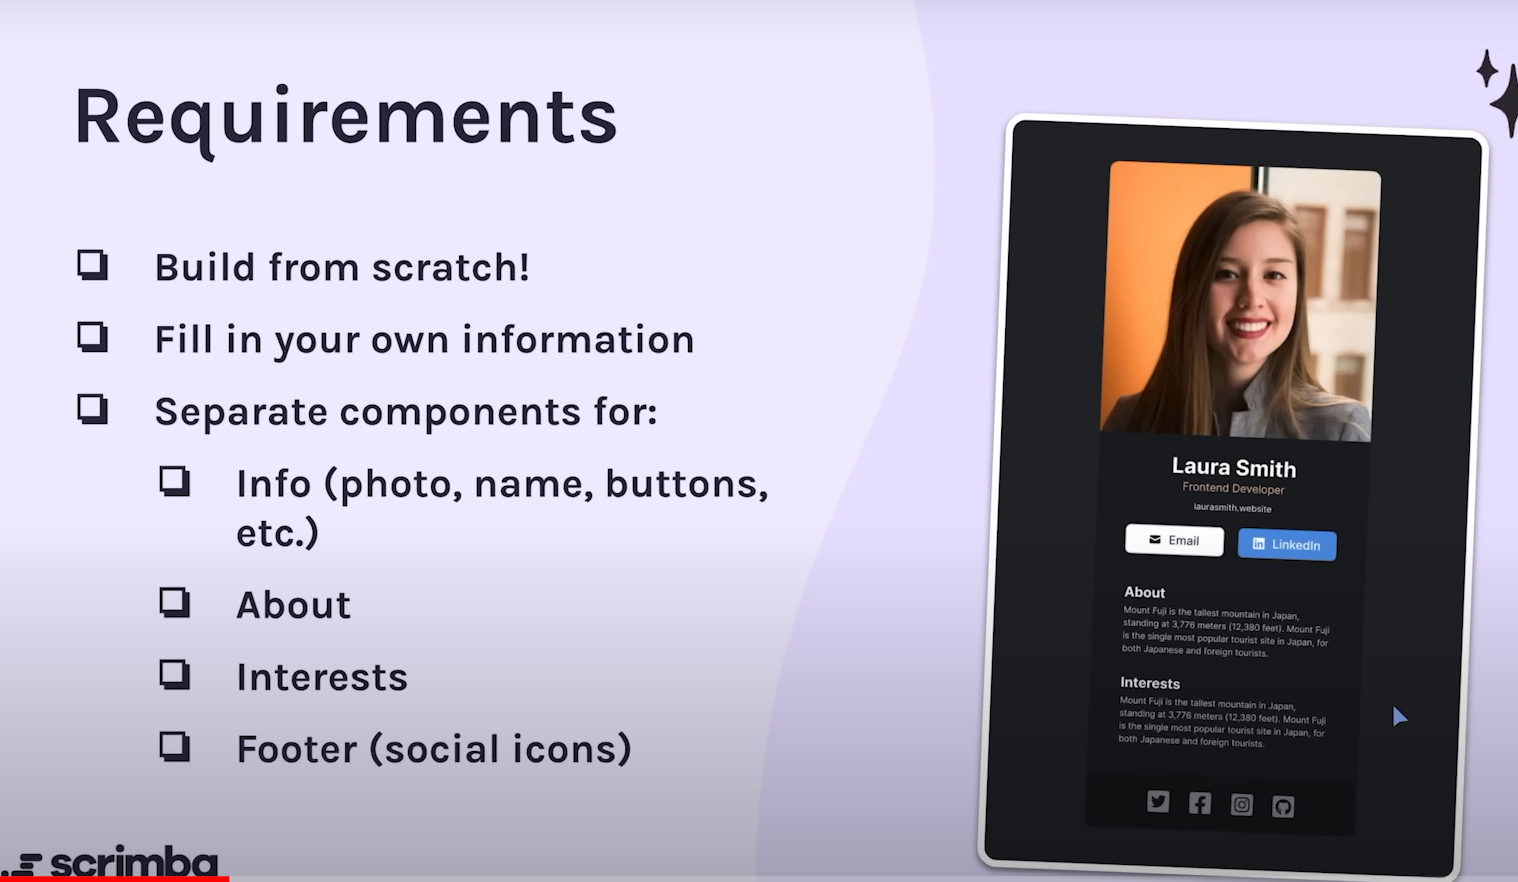 Requirements
Build from scratch!
Fill in your own information
Separate components for:
Info (photo, name, buttons,
etc.)
About
Interests
Footer (social icons)
scrimba
Laura Smith
Frontend Developer
laurasmith.website
Email
LinkedIn
About
Mount Fuji is the tallest mountain in Japan,
standing at 3,776 meters (12,380 feet). Mount Fuji
is the single most popular tourist site in Japan, for
both Japanese and foreign tourists.
Interests
Mount Fuji is the tallest mountain in Japan,
standing at 3,776 meters (12,380 feet). Mount Fuji
is the single most popular tourist site in Japan, for
both Japanese and foreign tourists.